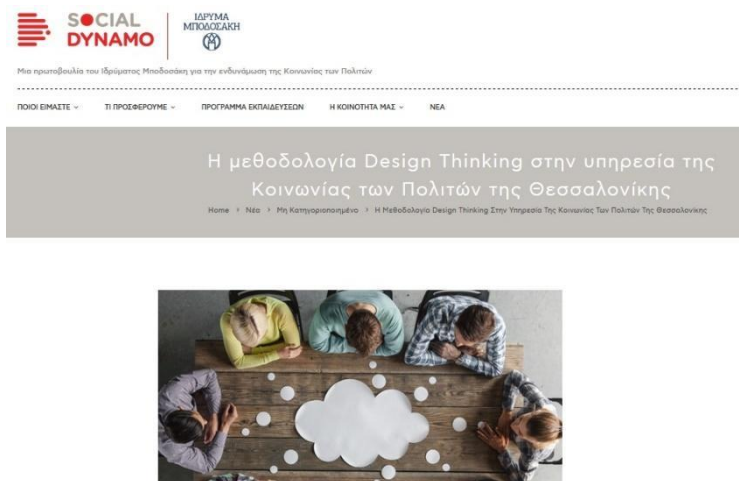 SOCIAL
DYNAMO
ΙΔΡΥΜΑ
ΜΠΟΔΟΣΑΚΗ
Μια πρωτοβουλία του Ιδρύματος Μποδοσάκη για την ενδυνάμωση της Κοινωνίας των Πολιτών
ΠΟΙΟΙ ΕΙΜΑΣΤΕ ΤΙ ΠΡΟΣΦΕΡΟΥΜΕ ΠΡΟΓΡΑΜΜΑ ΕΚΠΑΙΔΕΥΣΕΩΝ Η ΚΟΙΝΟΤΗΤΑ ΜΑΣ ΝΕΑ
Η μεθοδολογία Design Thinking στην υπηρεσία της
Κοινωνίας των Πολιτών της Θεσσαλονίκης
Home > Νέα > Μη Κατηγοριοποιημένο > Η Μεθοδολογία Design Thinking Στην Υπηρεσία Της Κοινωνίας Των Πολιτών Της Θεσσαλονίκης